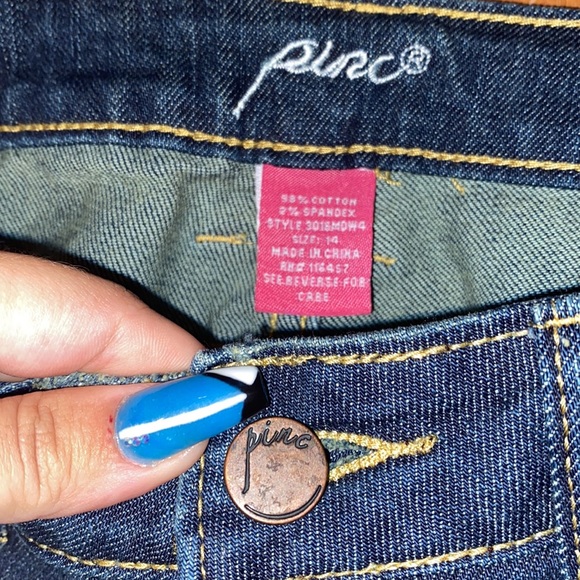 pinc®
98% COTTON
2% SPANDEX
STYLE 3016MDW4
SIZE: 14
MADE IN CHINA
RN# 116457
SEE REVERSE FOR
CARE
pinc